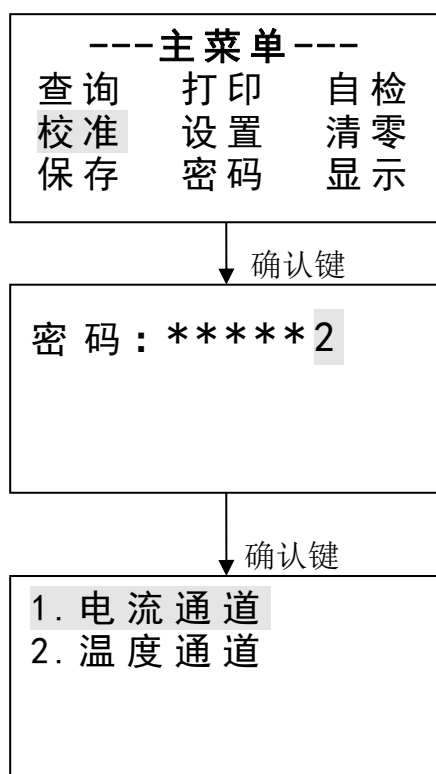 ---主菜单---
查询 打印 自检
校准 设置 清零
保存 密码 显示
确认键
密码:*****2
确认键
1.电流通道
2.温度通道